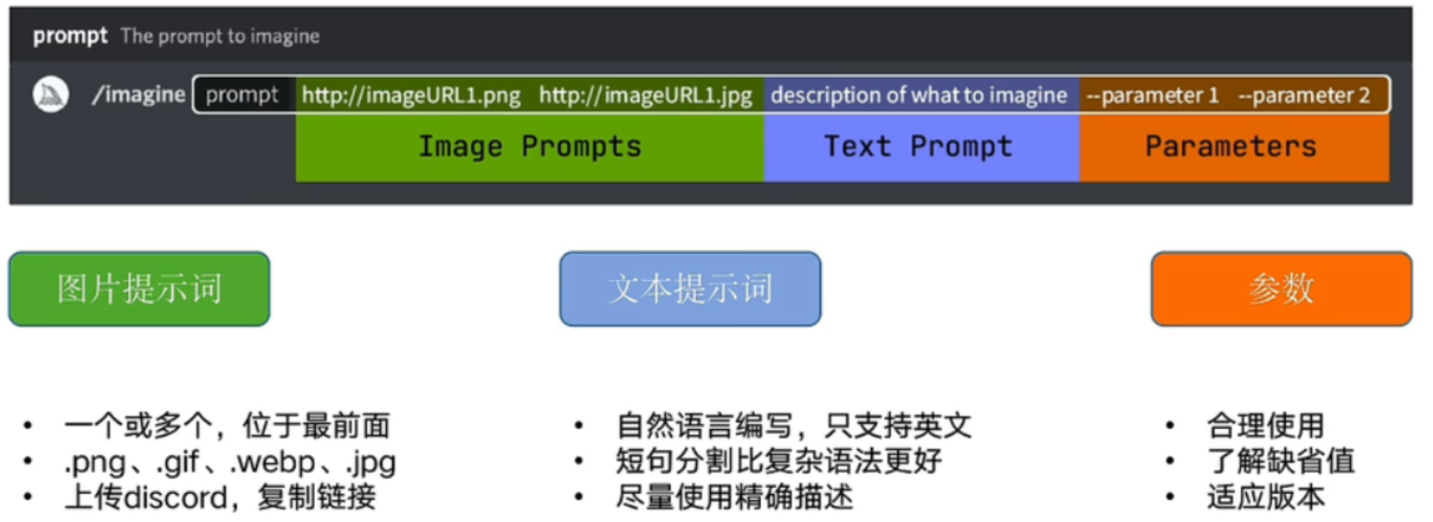 prompt The prompt to imagine
/imagine prompt http://imageURL1.png http://imageURL1.jpg description of what to imagine --parameter 1 --parameter 2
Image Prompts Text Prompt Parameters
图片提示词 文本提示词 参数
• 一个或多个，位于最前面
• .png、.gif、.webp、.jpg
• 上传discord，复制链接
• 自然语言编写，只支持英文
• 短句分割比复杂语法更好
• 尽量使用精确描述
• 合理使用
• 了解缺省值
• 适应版本